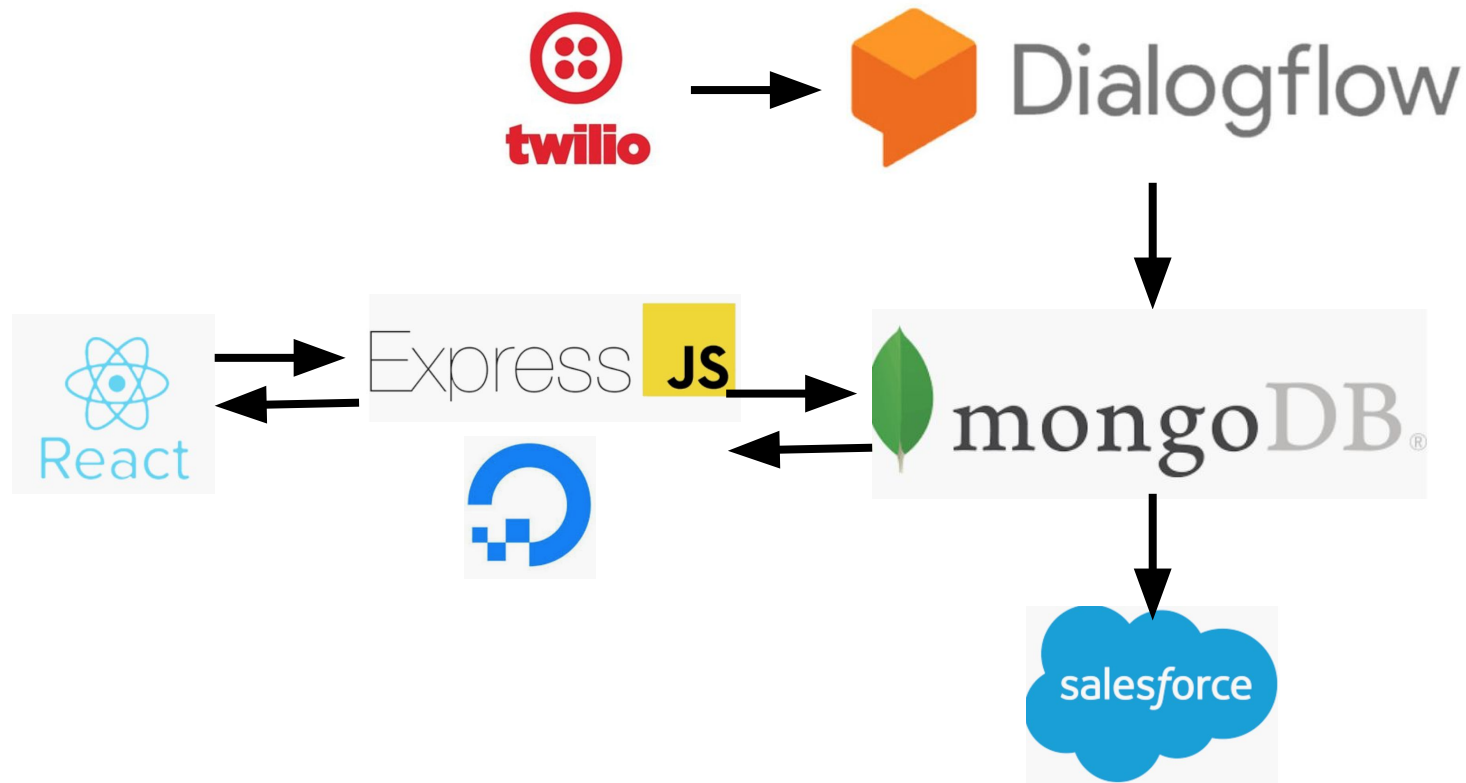 twilio
Dialogflow
React
Express JS
mongoDB®
salesforce